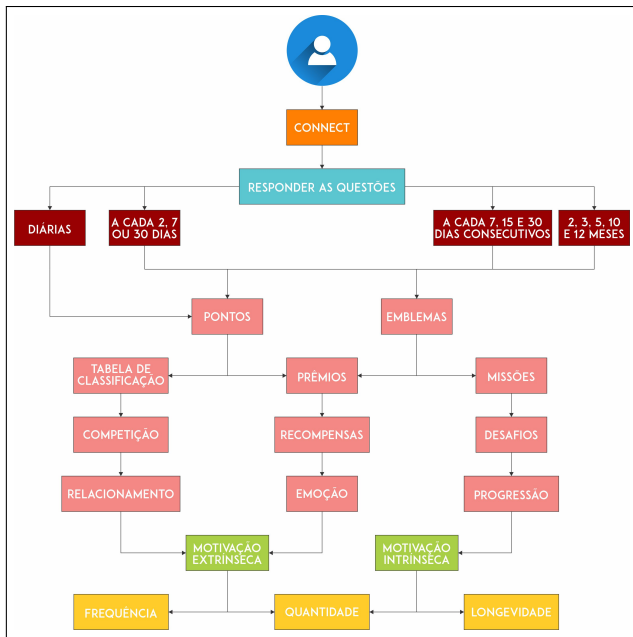 CONNECT
RESPONDER AS QUESTÕES
DIÁRIAS
A CADA 2, 7
OU 30 DIAS
A CADA 7, 15 E 30
DIAS CONSECUTIVOS
2, 3, 5, 10
E 12 MESES
PONTOS
EMBLEMAS
TABELA DE
CLASSIFICAÇÃO
PRÊMIOS
MISSÕES
COMPETIÇÃO
RECOMPENSAS
DESAFIOS
RELACIONAMENTO
EMOÇÃO
PROGRESSÃO
MOTIVAÇÃO
EXTRÍNSECA
MOTIVAÇÃO
INTRÍNSECA
FREQUÊNCIA
QUANTIDADE
LONGEVIDADE